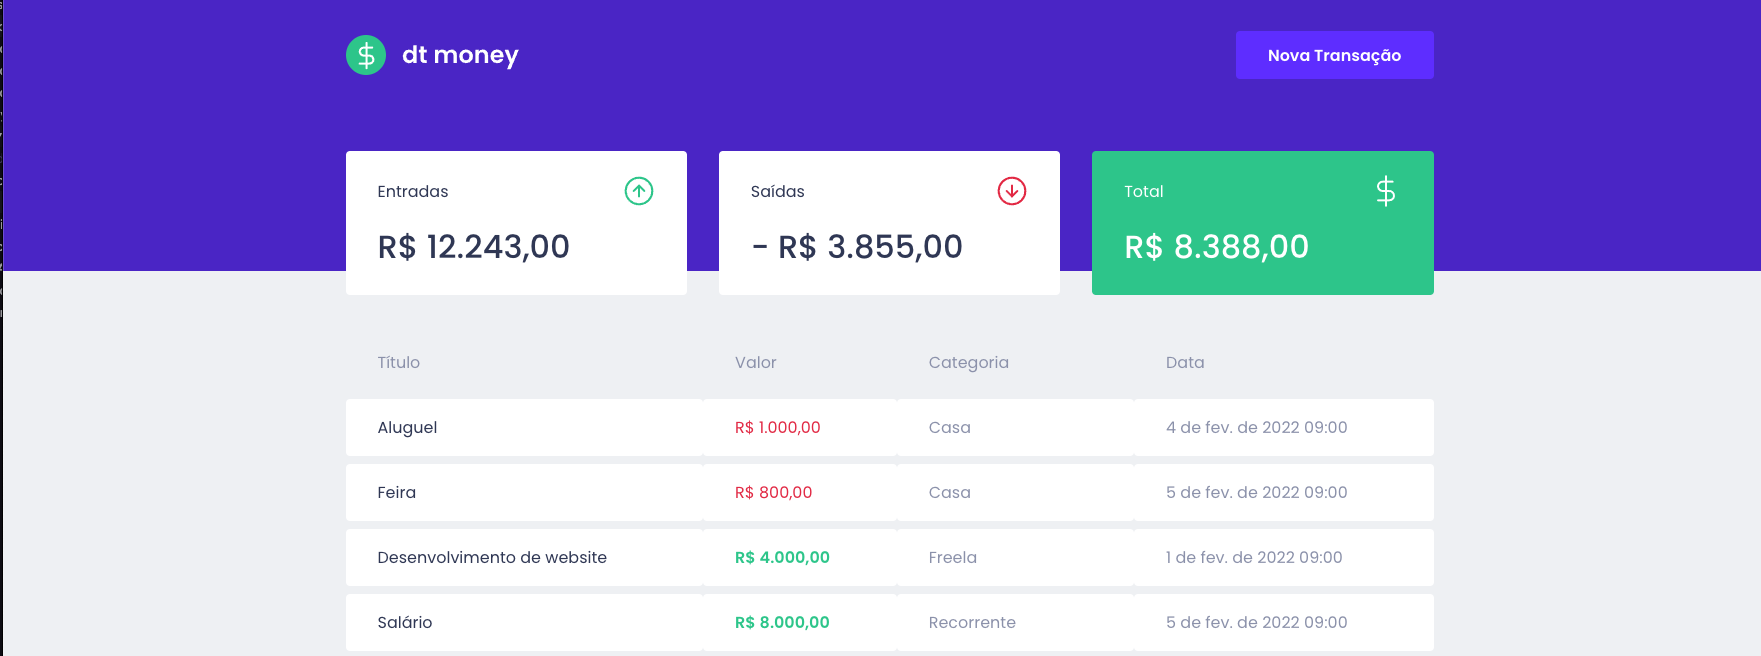 dt money
Nova Transação
Entradas
R$ 12.243,00
Saídas
- R$ 3.855,00
Total
R$ 8.388,00
Título Valor Categoria Data
Aluguel R$ 1.000,00 Casa 4 de fev. de 2022 09:00
Feira R$ 800,00 Casa 5 de fev. de 2022 09:00
Desenvolvimento de website R$ 4.000,00 Freela 1 de fev. de 2022 09:00
Salário R$ 8.000,00 Recorrente 5 de fev. de 2022 09:00